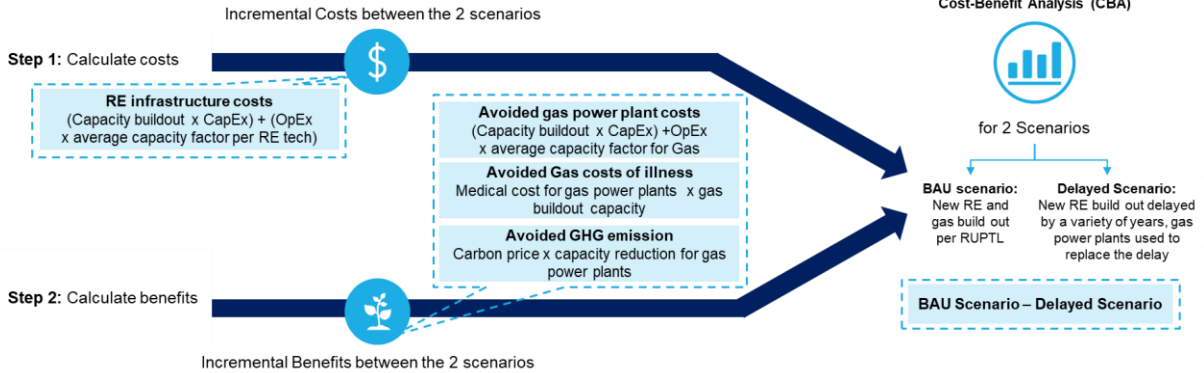 Incremental Costs between the 2 scenarios
Step 1: Calculate costs
$
RE infrastructure costs
(Capacity buildout x CapEx) + (OpEx
x average capacity factor per RE tech)
Avoided gas power plant costs
(Capacity buildout x CapEx) +OpEx
x average capacity factor for Gas
Avoided Gas costs of illness
Medical cost for gas power plants x gas
buildout capacity
Avoided GHG emission
Carbon price x capacity reduction for gas
power plants
Step 2: Calculate benefits
Incremental Benefits between the 2 scenarios
Cost-Benefit Analysis (CBA)
for 2 Scenarios
BAU scenario:
New RE and
gas build out
per RUPTL
Delayed Scenario:
New RE build out delayed
by a variety of years, gas
power plants used to
replace the delay
BAU Scenario – Delayed Scenario